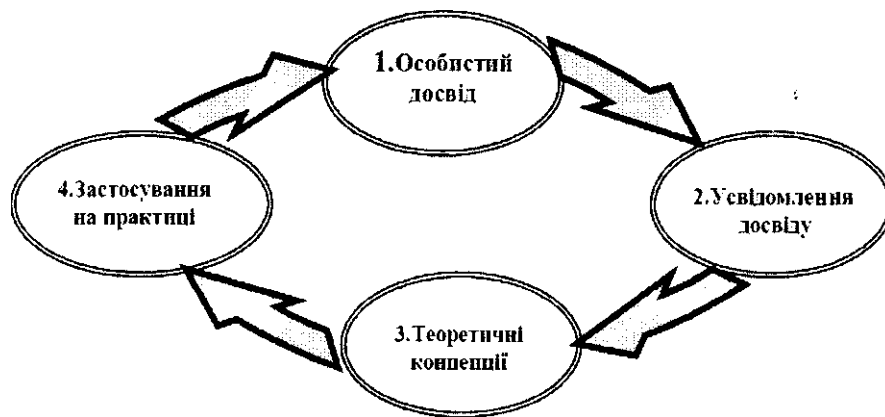 1.Особистий
досвід
2.Усвідомлення
досвіду
3.Теоретичні
концепції
4.Застосування
на практиці